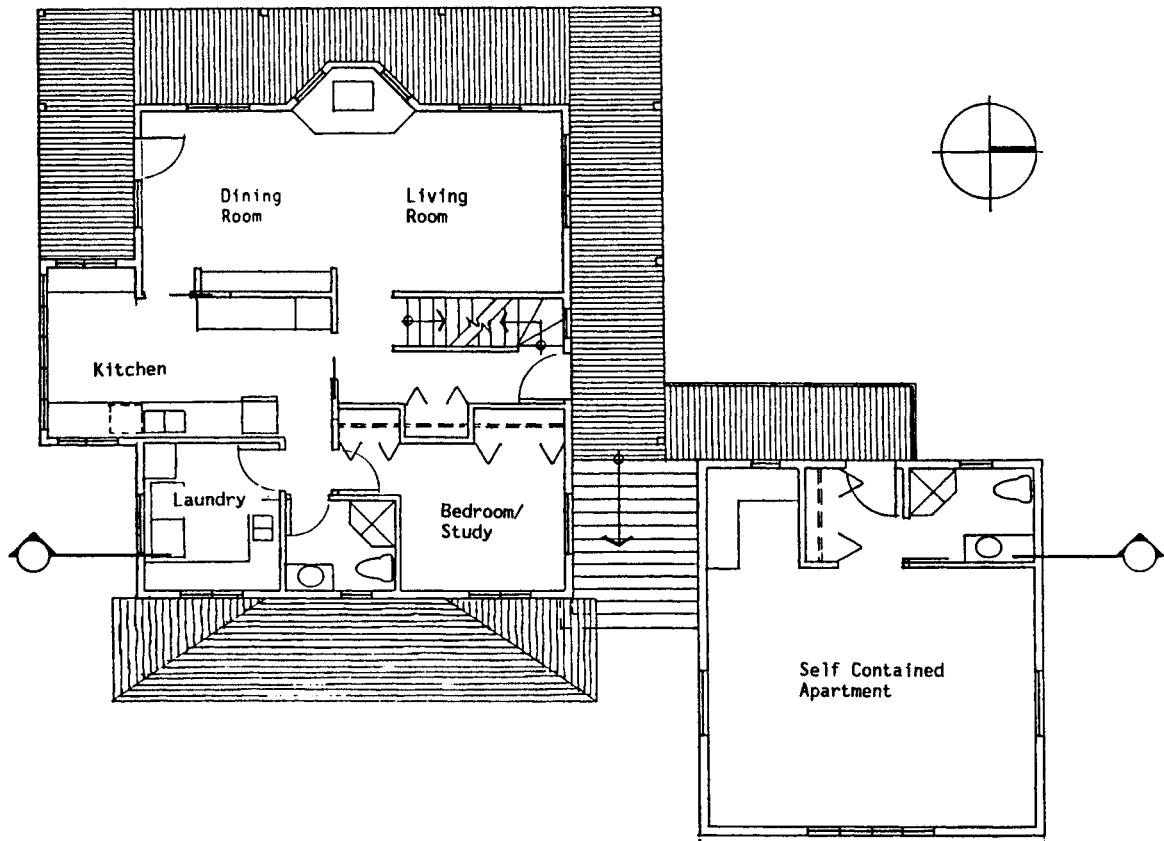 Dining
Room
Living
Room
Kitchen
Laundry
Bedroom/
Study
Self Contained
Apartment